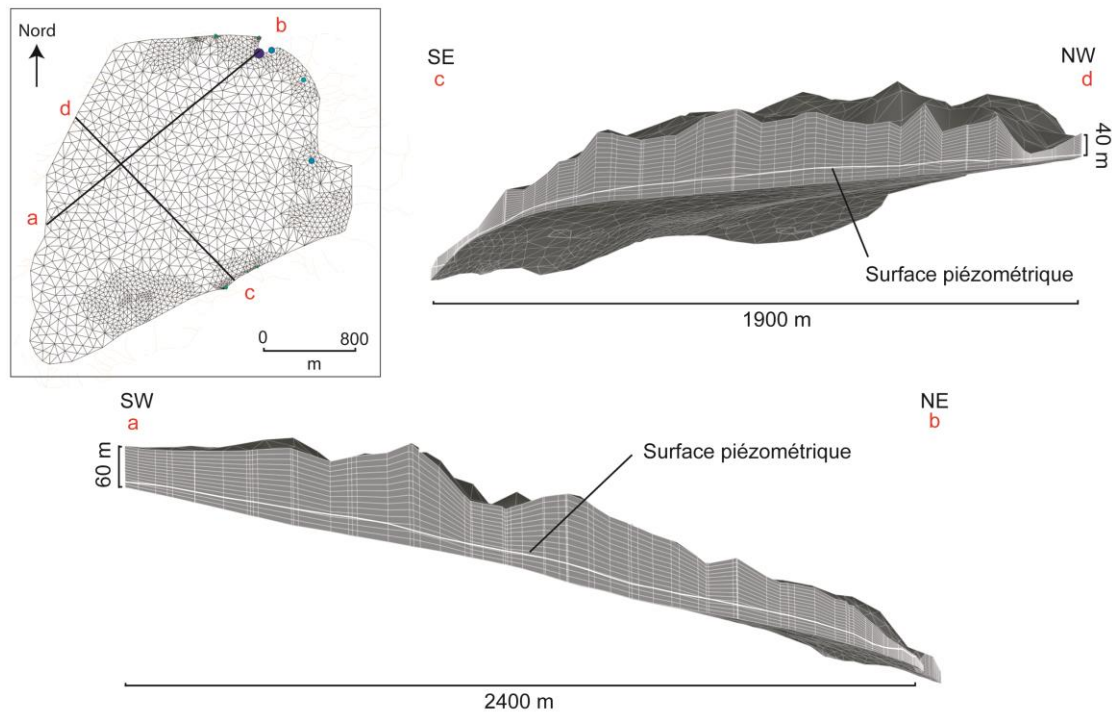 Nord
b
d
a
c
0
800
m
SE
c
NW
d
40 m
Surface piézométrique
1900 m
SW
a
NE
b
60 m
Surface piézométrique
2400 m